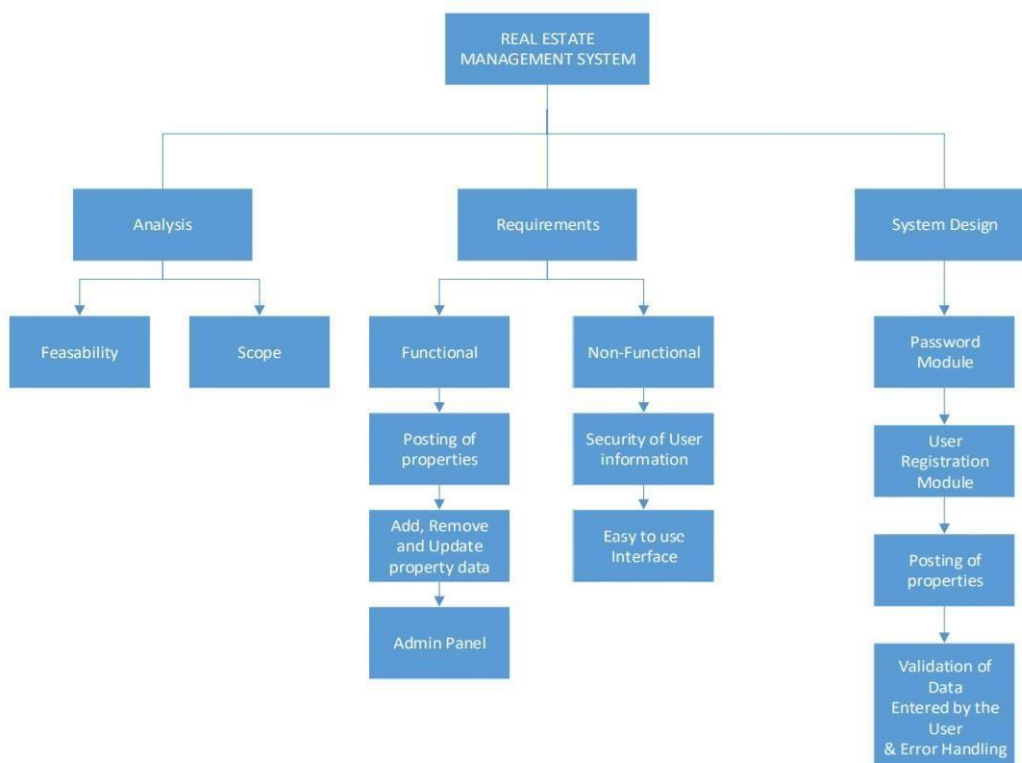 REAL ESTATE
MANAGEMENT SYSTEM
Analysis
Requirements
System Design
Feasability
Scope
Functional
Non-Functional
Password
Module
Posting of
properties
Security of User
information
User
Registration
Module
Add, Remove
and Update
property data
Easy to use
Interface
Posting of
properties
Admin Panel
Validation of
Data
Entered by the
User
& Error Handling